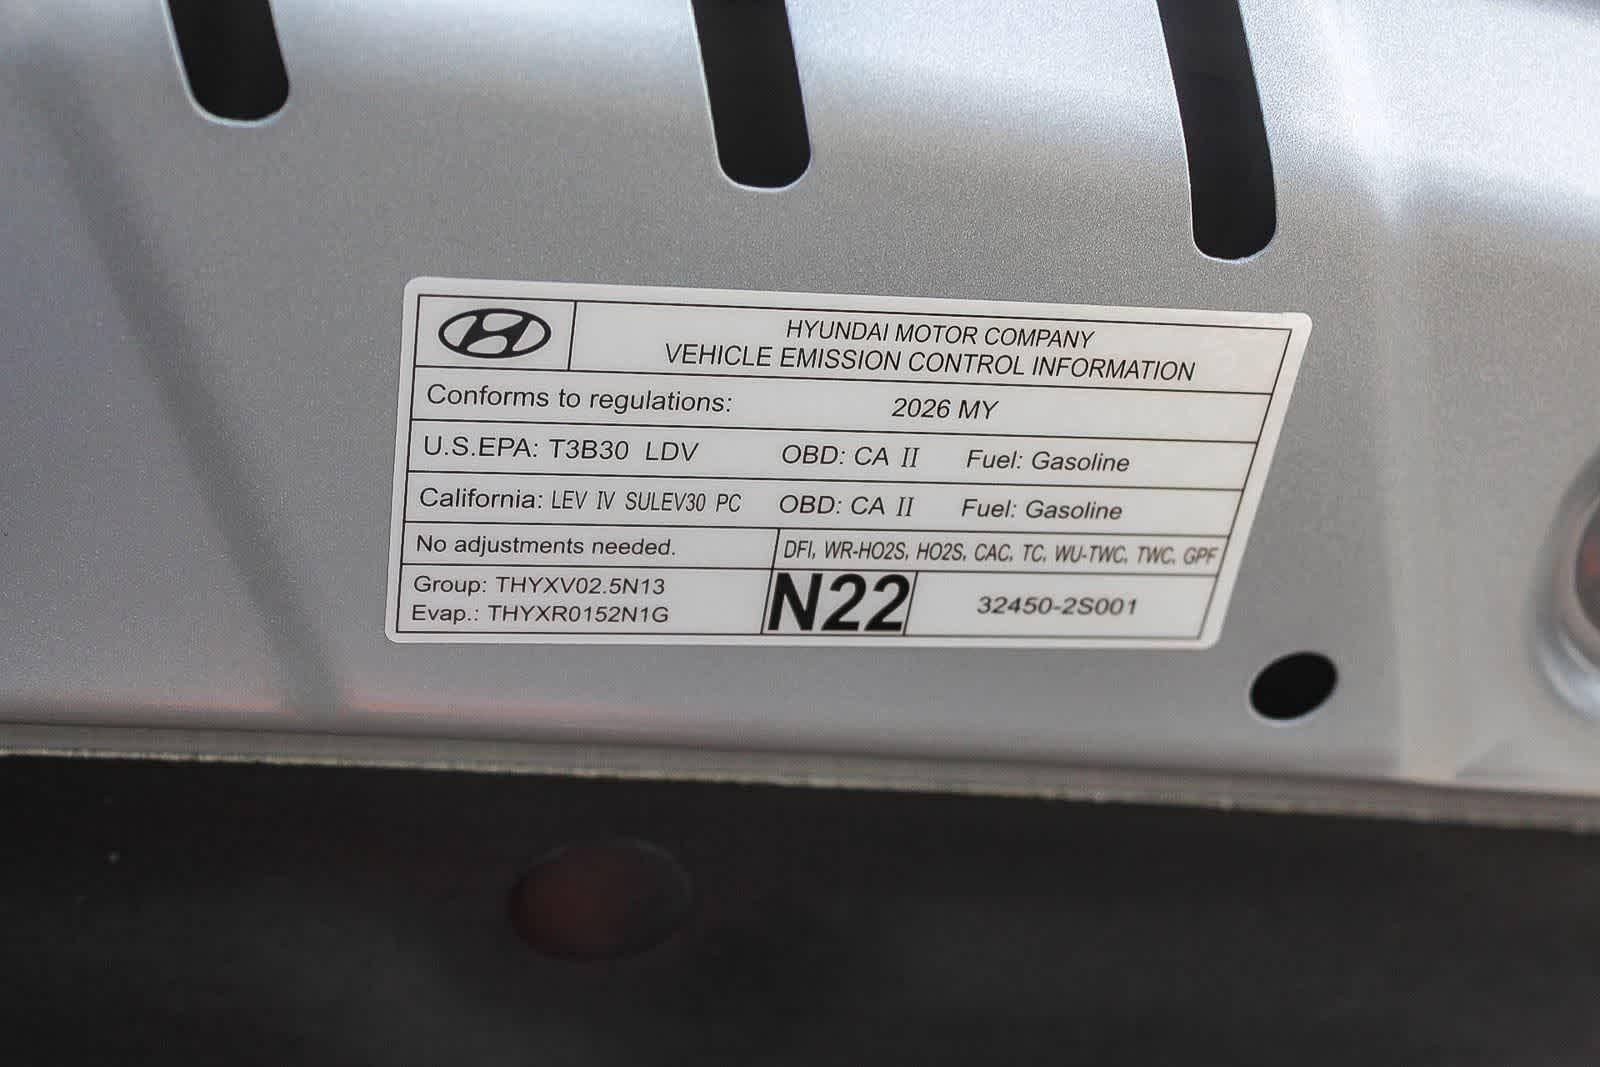 HYUNDAI MOTOR COMPANY
VEHICLE EMISSION CONTROL INFORMATION
Conforms to regulations: 2026 MY
U.S.EPA: T3B30 LDV OBD: CA II Fuel: Gasoline
California: LEV IV SULEV30 PC OBD: CA II Fuel: Gasoline
No adjustments needed. DFI, WR-HO2S, HO2S, CAC, TC, WU-TWC, TWC, GPF
Group: THYXV02.5N13
Evap.: THYXR0152N1G
N22
32450-2S001